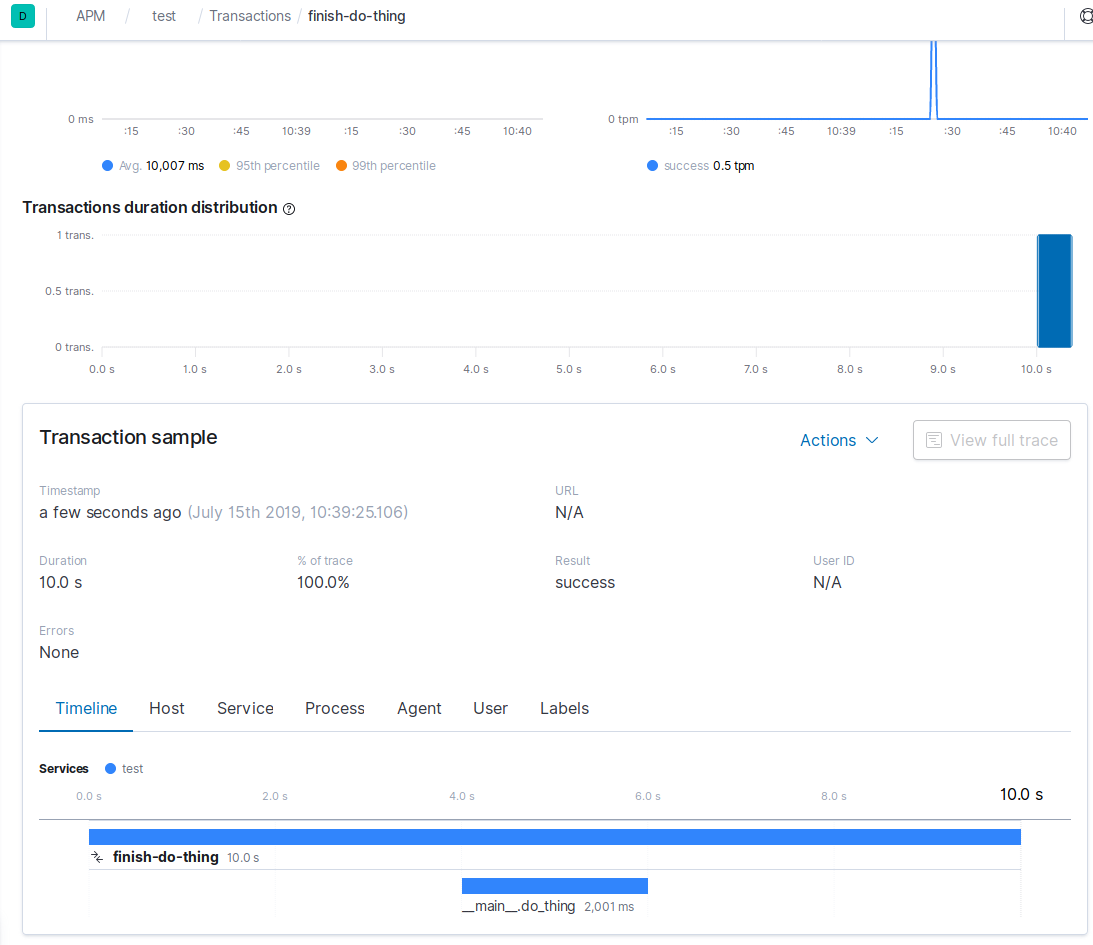 D APM / test / Transactions / finish-do-thing
0 ms
:15 :30 :45 10:39 :15 :30 :45 10:40
Avg. 10,007 ms 95th percentile 99th percentile
0 tpm
:15 :30 :45 10:39 :15 :30 :45 10:40
success 0.5 tpm
Transactions duration distribution ?
1 trans.
0.5 trans.
0 trans.
0.0 s 1.0 s 2.0 s 3.0 s 4.0 s 5.0 s 6.0 s 7.0 s 8.0 s 9.0 s 10.0 s
Transaction sample Actions View full trace
Timestamp URL
a few seconds ago (July 15th 2019, 10:39:25.106) N/A
Duration % of trace Result User ID
10.0 s 100.0% success N/A
Errors
None
Timeline Host Service Process Agent User Labels
Services test
0.0 s 2.0 s 4.0 s 6.0 s 8.0 s 10.0 s
finish-do-thing 10.0 s
__main__.do_thing 2,001 ms